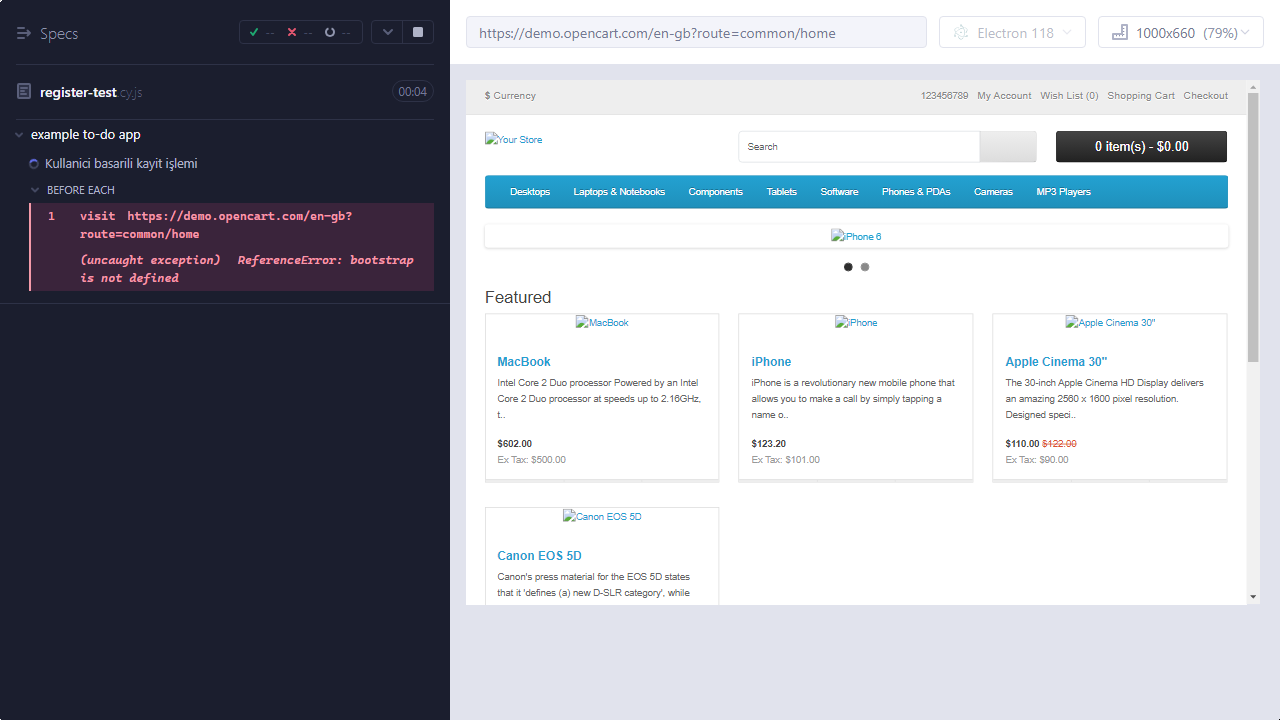 Specs
-- -- --
register-test.cy.js
00:04
example to-do app
Kullanici basarili kayit işlemi
BEFORE EACH
1 visit https://demo.opencart.com/en-gb?
route=common/home
(uncaught exception) ReferenceError: bootstrap
is not defined
https://demo.opencart.com/en-gb?route=common/home
Electron 118
1000x660 (79%)
$ Currency
123456789 My Account Wish List (0) Shopping Cart Checkout
Your Store
Search
0 item(s) - $0.00
Desktops Laptops & Notebooks Components Tablets Software Phones & PDAs Cameras MP3 Players
iPhone 6
Featured
MacBook
MacBook
Intel Core 2 Duo processor Powered by an Intel
Core 2 Duo processor at speeds up to 2.16GHz,
t..
$602.00
Ex Tax: $500.00
iPhone
iPhone
iPhone is a revolutionary new mobile phone that
allows you to make a call by simply tapping a
name o..
$123.20
Ex Tax: $101.00
Apple Cinema 30"
Apple Cinema 30"
The 30-inch Apple Cinema HD Display delivers
an amazing 2560 x 1600 pixel resolution.
Designed speci..
$110.00 $122.00
Ex Tax: $90.00
Canon EOS 5D
Canon EOS 5D
Canon's press material for the EOS 5D states
that it 'defines (a) new D-SLR category', while